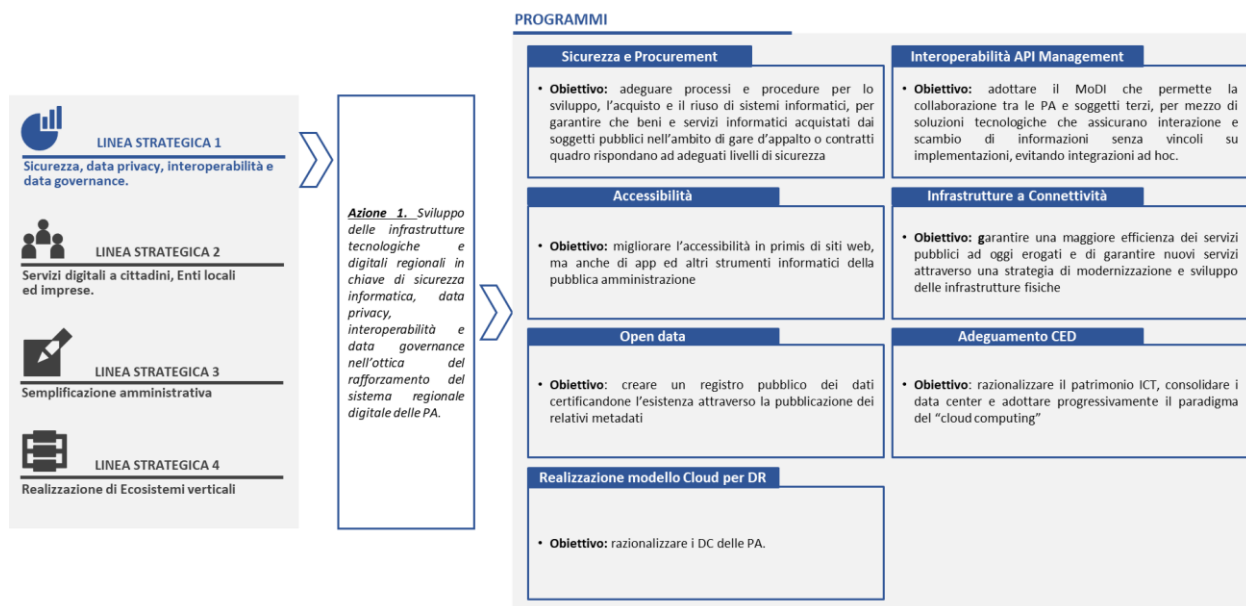 PROGRAMMI
LINEA STRATEGICA 1
Sicurezza, data privacy, interoperabilità e
data governance.
LINEA STRATEGICA 2
Servizi digitali a cittadini, Enti locali
ed imprese.
LINEA STRATEGICA 3
Semplificazione amministrativa
LINEA STRATEGICA 4
Realizzazione di Ecosistemi verticali
Azione 1. Sviluppo
delle infrastrutture
tecnologiche e
digitali regionali in
chiave di sicurezza
informatica, data
privacy,
interoperabilità e
data governance
nell’ottica del
rafforzamento del
sistema regionale
digitale delle PA.
Sicurezza e Procurement
• Obiettivo: adeguare processi e procedure per lo
sviluppo, l’acquisto e il riuso di sistemi informatici, per
garantire che beni e servizi informatici acquistati dai
soggetti pubblici nell’ambito di gare d’appalto o contratti
quadro rispondano ad adeguati livelli di sicurezza
Interoperabilità API Management
• Obiettivo: adottare il MoDI che permette la
collaborazione tra le PA e soggetti terzi, per mezzo di
soluzioni tecnologiche che assicurano interazione e
scambio di informazioni senza vincoli su
implementazioni, evitando integrazioni ad hoc.
Accessibilità
• Obiettivo: migliorare l’accessibilità in primis di siti web,
ma anche di app ed altri strumenti informatici della
pubblica amministrazione
Infrastrutture a Connettività
• Obiettivo: garantire una maggiore efficienza dei servizi
pubblici ad oggi erogati e di garantire nuovi servizi
attraverso una strategia di modernizzazione e sviluppo
delle infrastrutture fisiche
Open data
• Obiettivo: creare un registro pubblico dei dati
certificandone l’esistenza attraverso la pubblicazione dei
relativi metadati
Adeguamento CED
• Obiettivo: razionalizzare il patrimonio ICT, consolidare i
data center e adottare progressivamente il paradigma
del “cloud computing”
Realizzazione modello Cloud per DR
• Obiettivo: razionalizzare i DC delle PA.